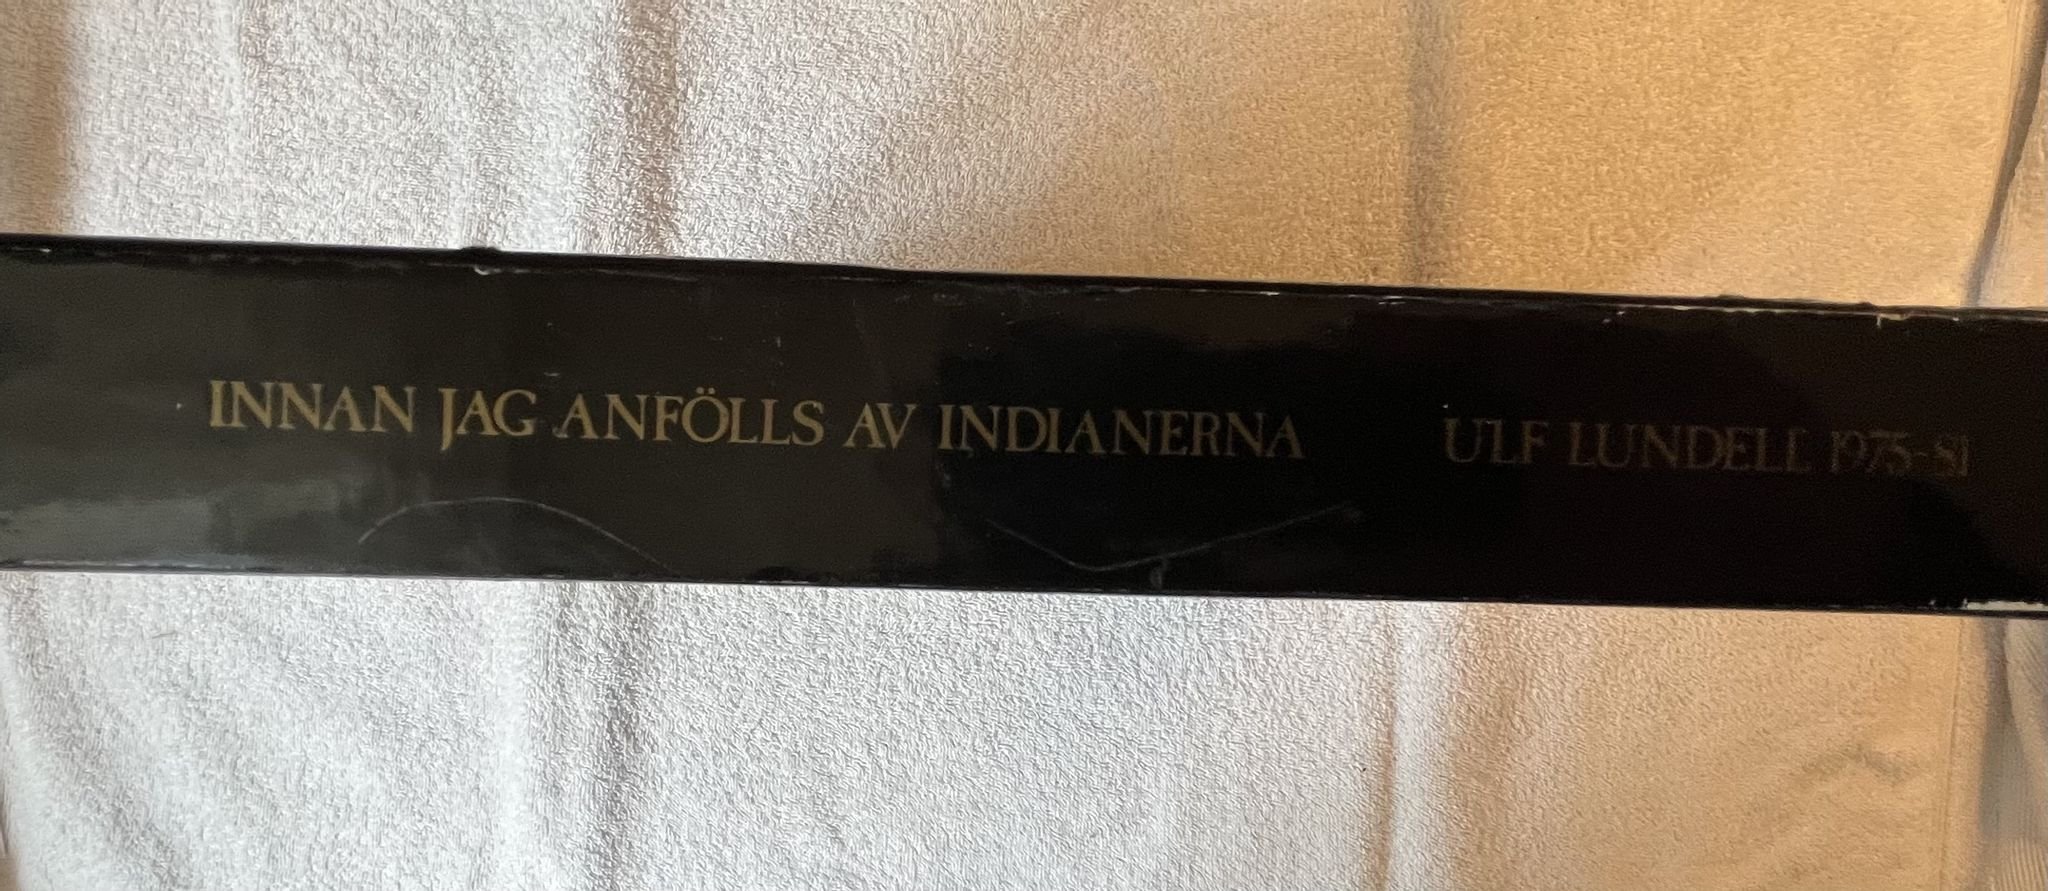 INNAN JAG ANFÖLLS AV INDIANERNA ULF LUNDELL 1975-81